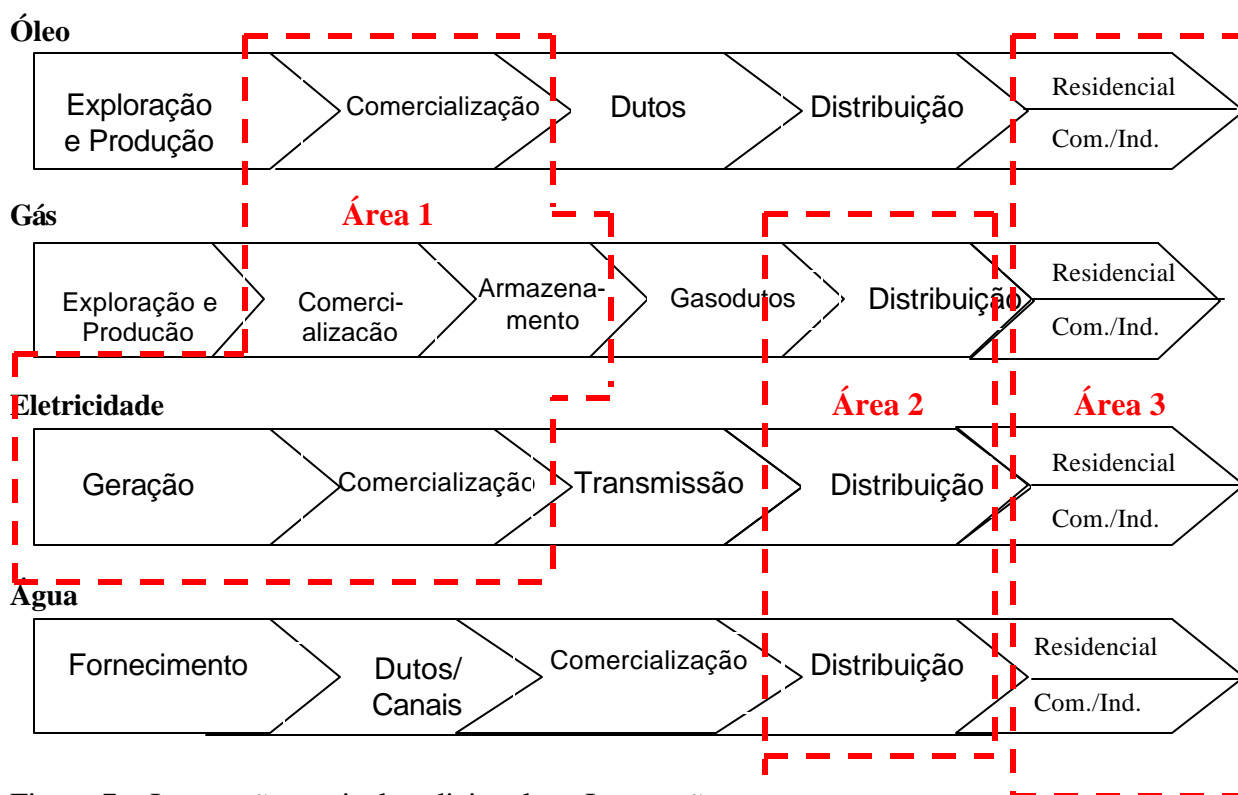 Óleo
Exploração
e Produção
Comercialização
Dutos
Distribuição
Residencial
Com./Ind.
Gás
Área 1
Exploração e
Produção
Comerci-
alização
Armazena-
mento
Gasodutos
Distribuição
Residencial
Com./Ind.
Eletricidade
Área 2
Área 3
Geração
Comercialização
Transmissão
Distribuição
Residencial
Com./Ind.
Água
Fornecimento
Dutos/
Canais
Comercialização
Distribuição
Residencial
Com./Ind.